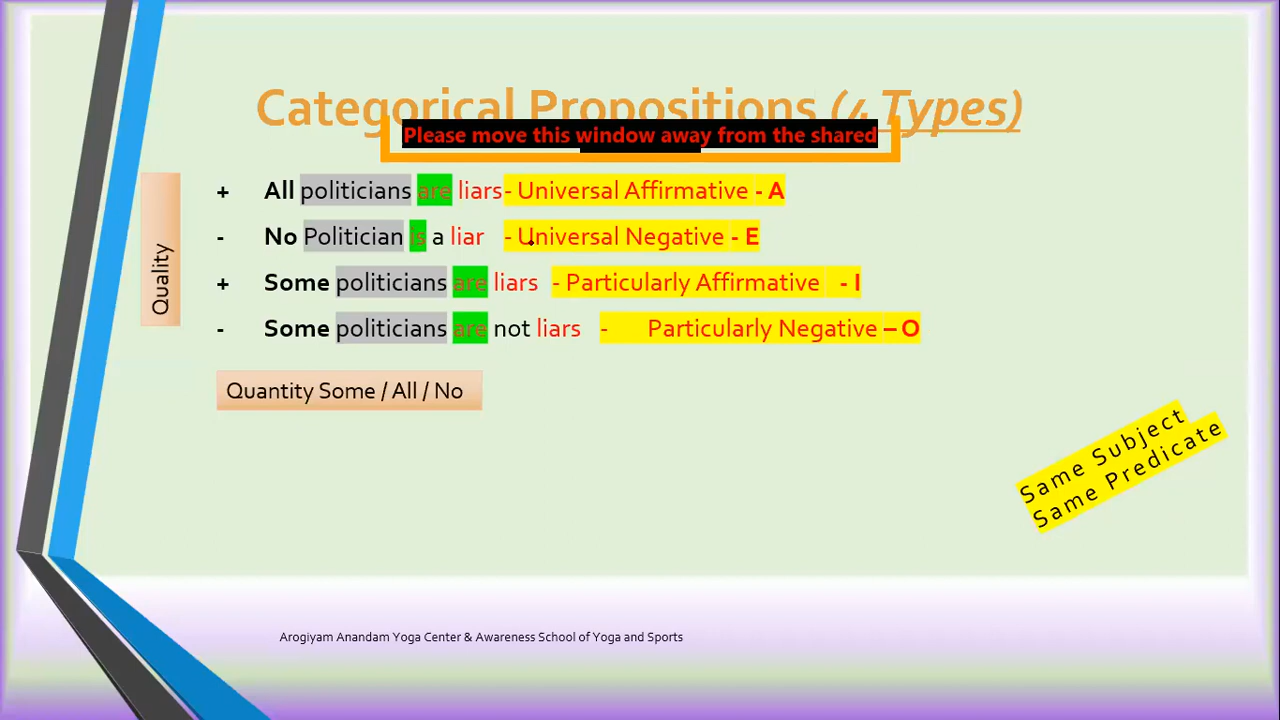 Categorical Propositions (4 Types)
Please move this window away from the shared
+ All politicians are liars - Universal Affirmative - A
- No Politician is a liar - Universal Negative - E
+ Some politicians are liars - Particularly Affirmative - I
- Some politicians are not liars - Particularly Negative – O
Quality
Quantity Some / All / No
Same Subject
Same Predicate
Arogiyam Anandam Yoga Center & Awareness School of Yoga and Sports